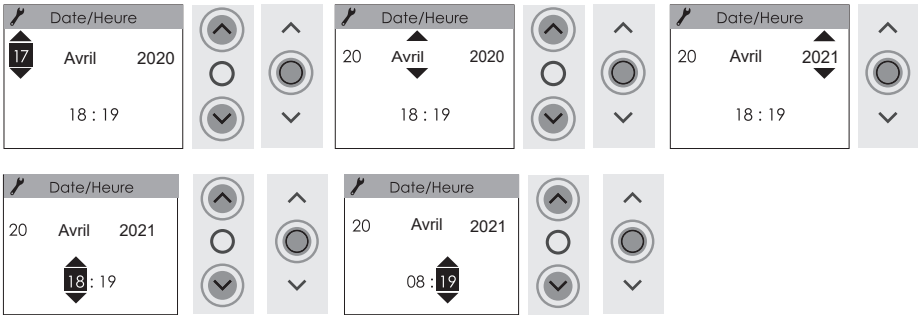 Date/Heure
17 Avril 2020
18 : 19
Date/Heure
20 Avril 2020
18 : 19
Date/Heure
20 Avril 2021
18 : 19
Date/Heure
20 Avril 2021
18 : 19
Date/Heure
20 Avril 2021
08 : 19